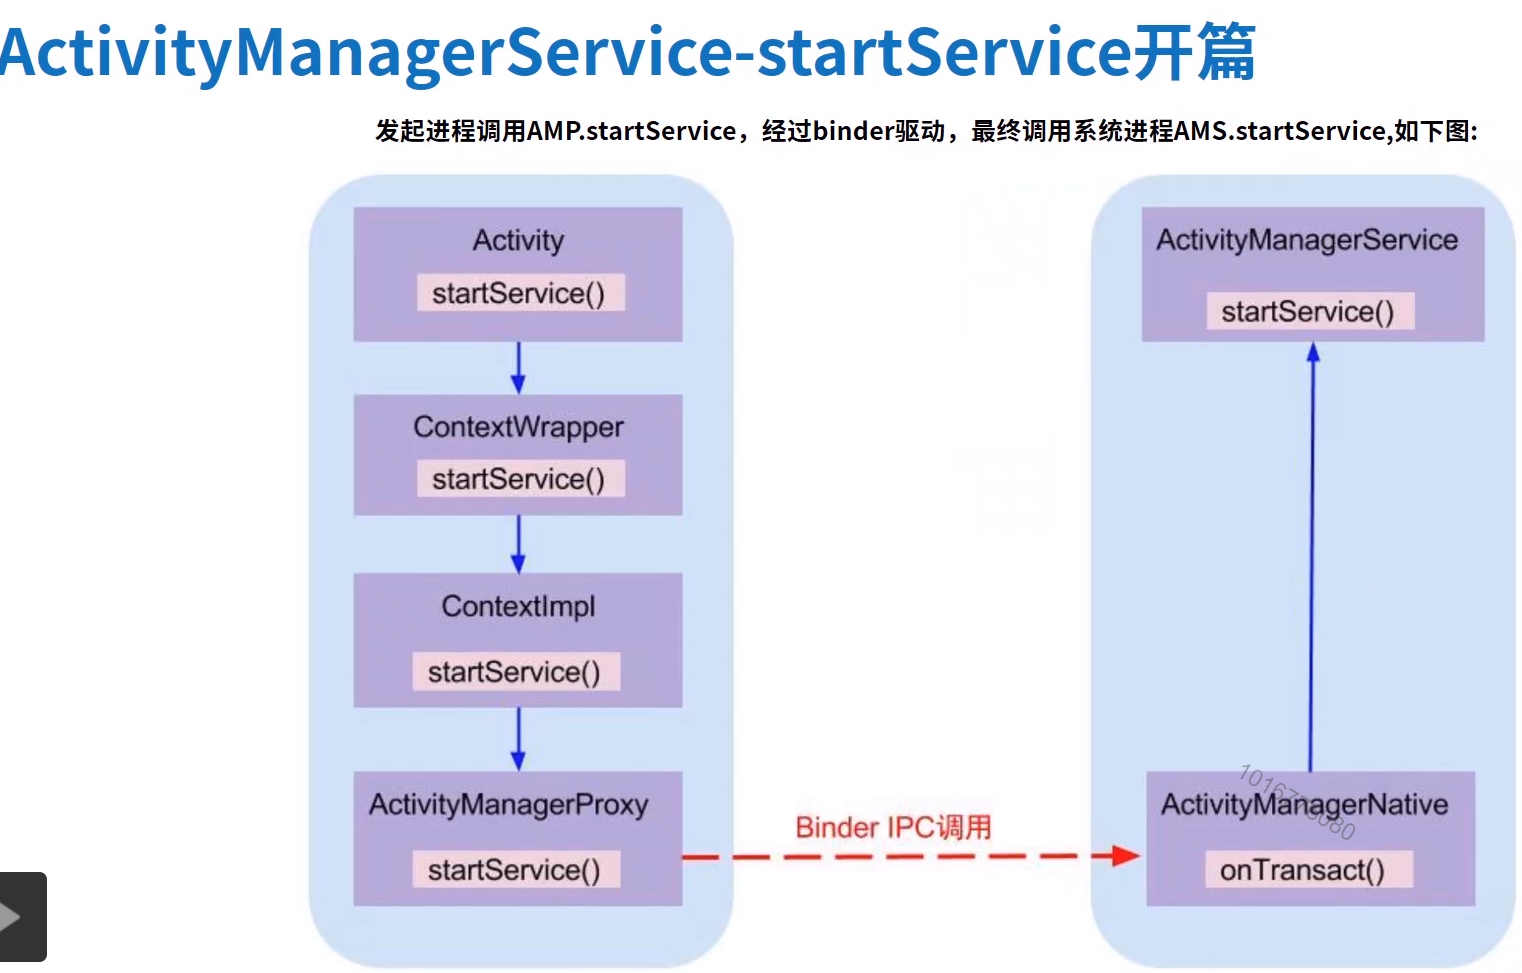 ActivityManagerService-startService开篇
发起进程调用AMP.startService，经过binder驱动，最终调用系统进程AMS.startService,如下图:
Activity
startService()
ContextWrapper
startService()
ContextImpl
startService()
ActivityManagerProxy
startService()
Binder IPC调用
ActivityManagerService
startService()
ActivityManagerNative
onTransact()